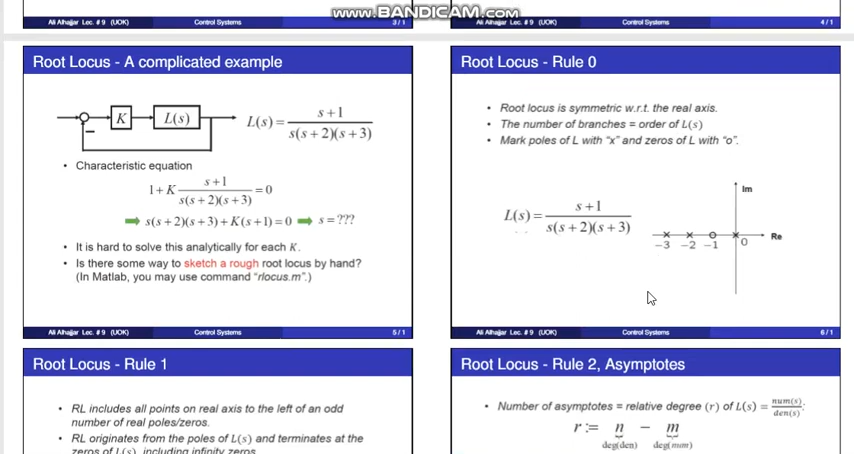 www.BANDICAM.com
Ali Alhajjar Lec. # 9 (UOK) Control Systems 3 / 1
Ali Alhajjar Lec. # 9 (UOK) Control Systems 4 / 1
Root Locus - A complicated example
K L(s) L(s) = s+1 / s(s+2)(s+3)
−
• Characteristic equation
1 + K s+1 / s(s+2)(s+3) = 0
s(s+2)(s+3) + K(s+1) = 0 s = ???
• It is hard to solve this analytically for each K.
• Is there some way to sketch a rough root locus by hand?
(In Matlab, you may use command “rlocus.m”.)
Ali Alhajjar Lec. # 9 (UOK) Control Systems 5 / 1
Root Locus - Rule 0
• Root locus is symmetric w.r.t. the real axis.
• The number of branches = order of L(s)
• Mark poles of L with “x” and zeros of L with “o”.
Im
L(s) = s+1 / s(s+2)(s+3)
Re
−3 −2 −1 0
Ali Alhajjar Lec. # 9 (UOK) Control Systems 6 / 1
Root Locus - Rule 1
• RL includes all points on real axis to the left of an odd
number of real poles/zeros.
• RL originates from the poles of L(s) and terminates at the
zeros of L(s), including infinity zeros.
Root Locus - Rule 2, Asymptotes
• Number of asymptotes = relative degree (r) of L(s) = num(s) / den(s):
r := n − m
deg(den) deg(num)